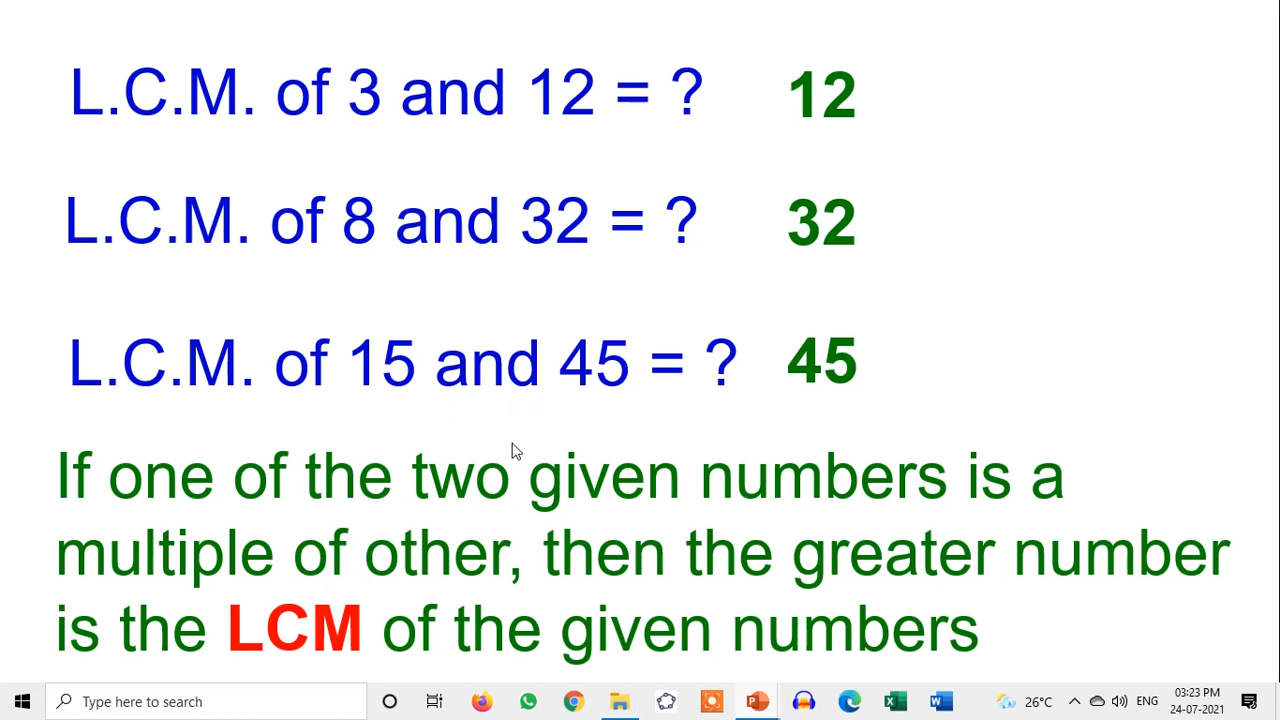 L.C.M. of 3 and 12 = ? 12
L.C.M. of 8 and 32 = ? 32
L.C.M. of 15 and 45 = ? 45
If one of the two given numbers is a
multiple of other, then the greater number
is the LCM of the given numbers
Type here to search
26°C
ENG
03:23 PM
24-07-2021